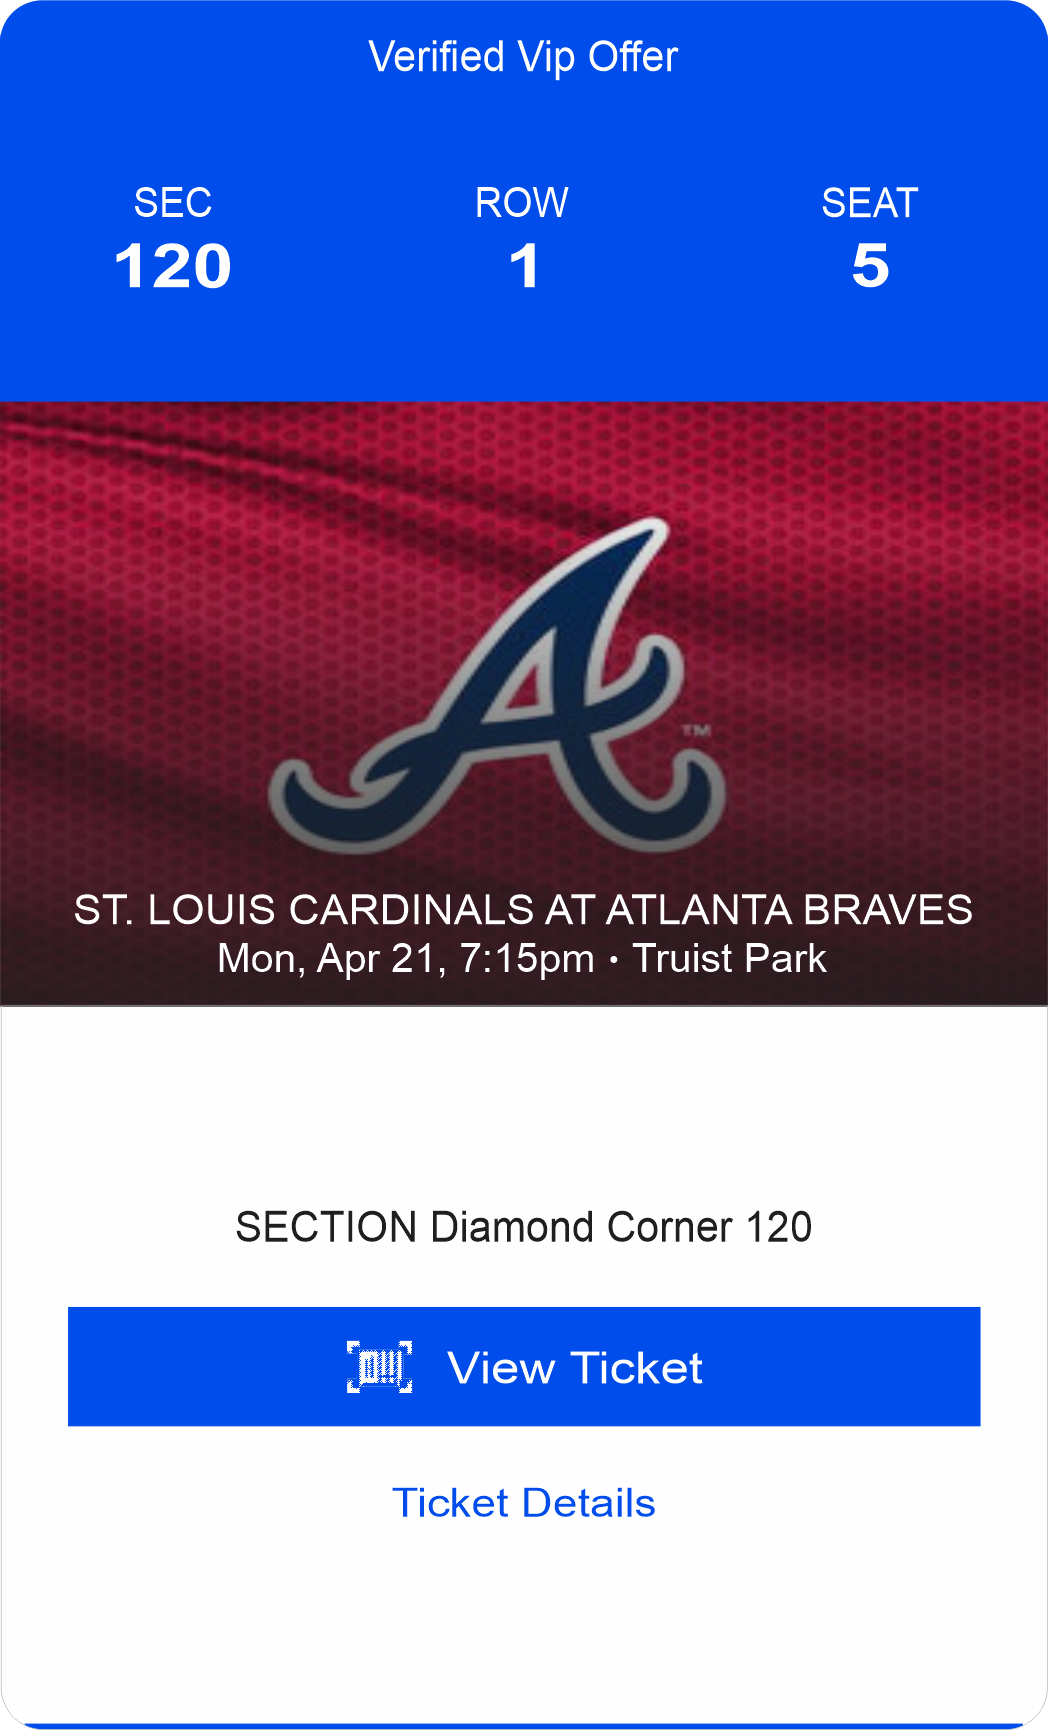 Verified Vip Offer
SEC ROW SEAT
120 1 5
TM
ST. LOUIS CARDINALS AT ATLANTA BRAVES
Mon, Apr 21, 7:15pm • Truist Park
SECTION Diamond Corner 120
View Ticket
Ticket Details